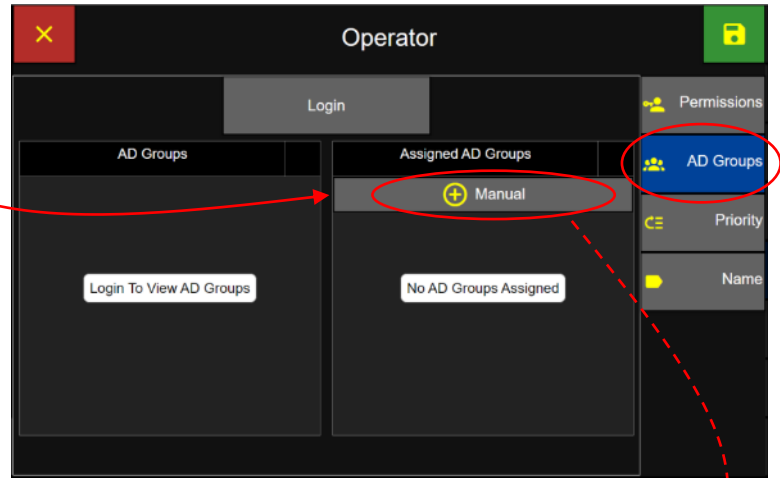 Operator
Login
Permissions
AD Groups
Assigned AD Groups
AD Groups
Manual
Priority
Login To View AD Groups
No AD Groups Assigned
Name